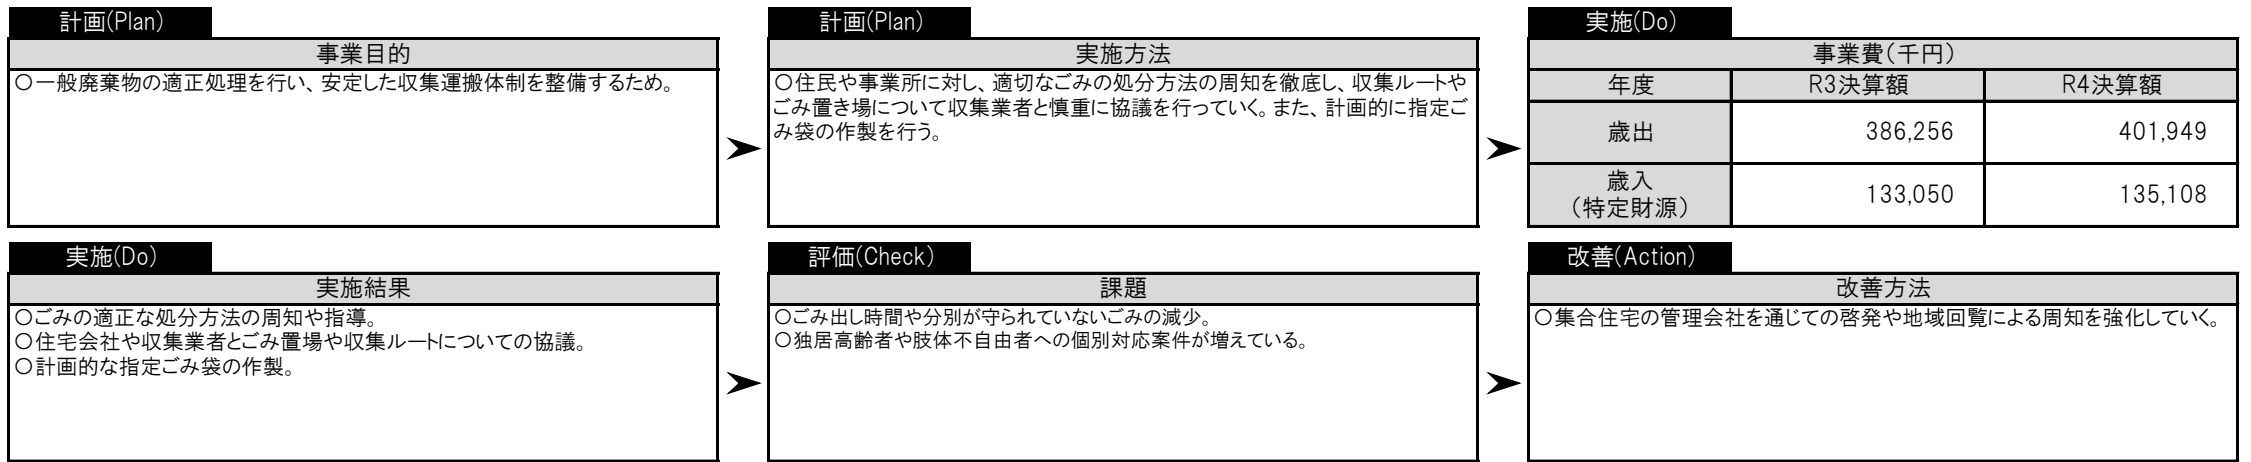 計画(Plan)
事業目的
〇一般廃棄物の適正処理を行い、安定した収集運搬体制を整備するため。
計画(Plan)
実施方法
〇住民や事業所に対し、適切なごみの処分方法の周知を徹底し、収集ルートや
ごみ置き場について収集業者と慎重に協議を行っていく。また、計画的に指定ご
み袋の作製を行う。
実施(Do)
事業費(千円)
年度 R3決算額 R4決算額
歳出 386,256 401,949
歳入
(特定財源) 133,050 135,108
実施(Do)
実施結果
〇ごみの適正な処分方法の周知や指導。
〇住宅会社や収集業者とごみ置場や収集ルートについての協議。
〇計画的な指定ごみ袋の作製。
評価(Check)
課題
〇ごみ出し時間や分別が守られていないごみの減少。
〇独居高齢者や肢体不自由者への個別対応案件が増えている。
改善(Action)
改善方法
〇集合住宅の管理会社を通じての啓発や地域回覧による周知を強化していく。